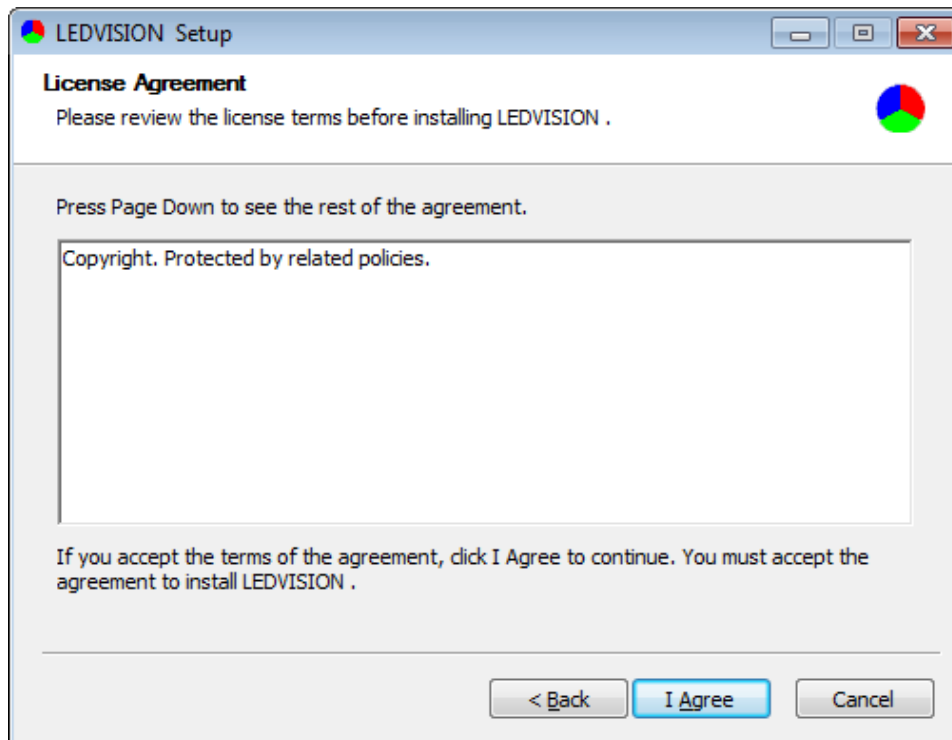 LEDVISION  Setup
License Agreement
Please review the license terms before installing LEDVISION .
Press Page Down to see the rest of the agreement.
Copyright. Protected by related policies.
If you accept the terms of the agreement, click I Agree to continue. You must accept the
agreement to install LEDVISION .
< Back
I Agree
Cancel